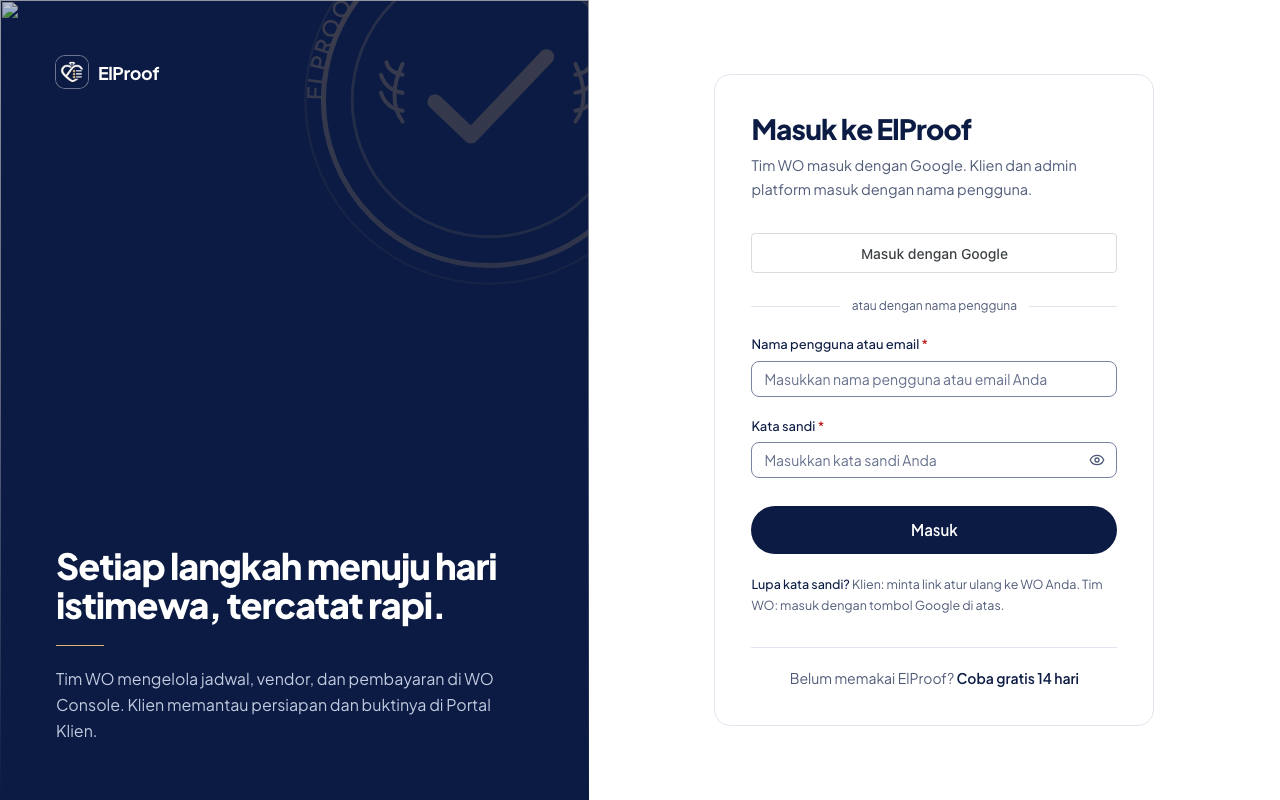 ELPROO
ElProof
Setiap langkah menuju hari
istimewa, tercatat rapi.
Tim WO mengelola jadwal, vendor, dan pembayaran di WO
Console. Klien memantau persiapan dan buktinya di Portal
Klien.
Masuk ke ElProof
Tim WO masuk dengan Google. Klien dan admin
platform masuk dengan nama pengguna.
Masuk dengan Google
atau dengan nama pengguna
Nama pengguna atau email *
Masukkan nama pengguna atau email Anda
Kata sandi *
Masukkan kata sandi Anda
Masuk
Lupa kata sandi? Klien: minta link atur ulang ke WO Anda. Tim
WO: masuk dengan tombol Google di atas.
Belum memakai ElProof? Coba gratis 14 hari